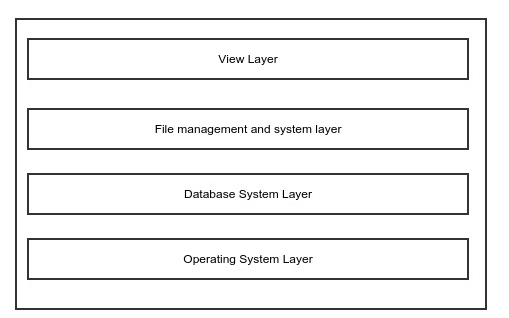 View Layer
File management and system layer
Database System Layer
Operating System Layer